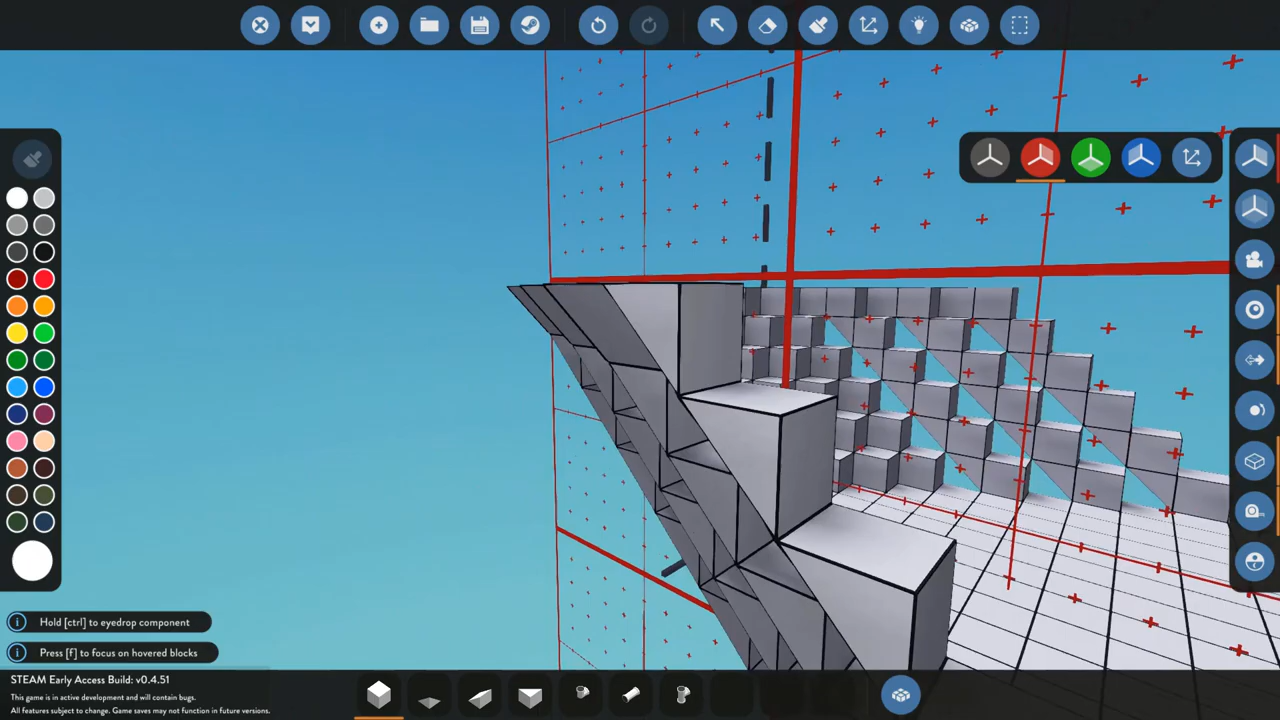 Hold [ctrl] to eyedrop component
Press [f] to focus on hovered blocks
STEAM Early Access Build: v0.4.51
This game is in active development and will contain bugs.
All features subject to change. Game saves may not function in future versions.